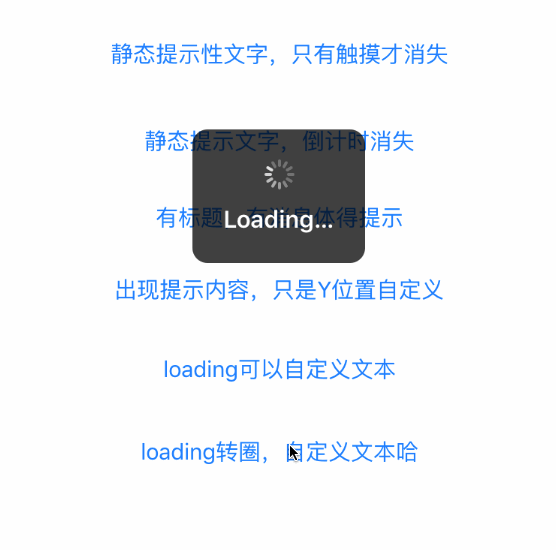 静态提示性文字，只有触摸才消失
静态提示文字，倒计时消失
Loading...
有标题，有消息体得提示
出现提示内容，只是Y位置自定义
loading可以自定义文本
loading转圈，自定义文本哈